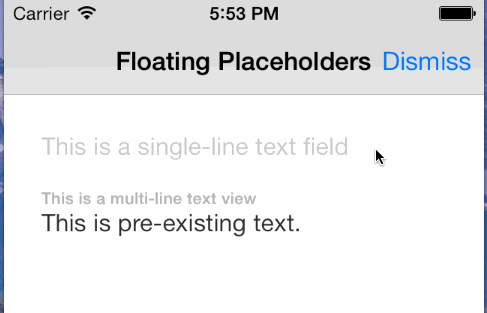 Carrier 5:53 PM
Floating Placeholders Dismiss
This is a single-line text field
This is a multi-line text view
This is pre-existing text.